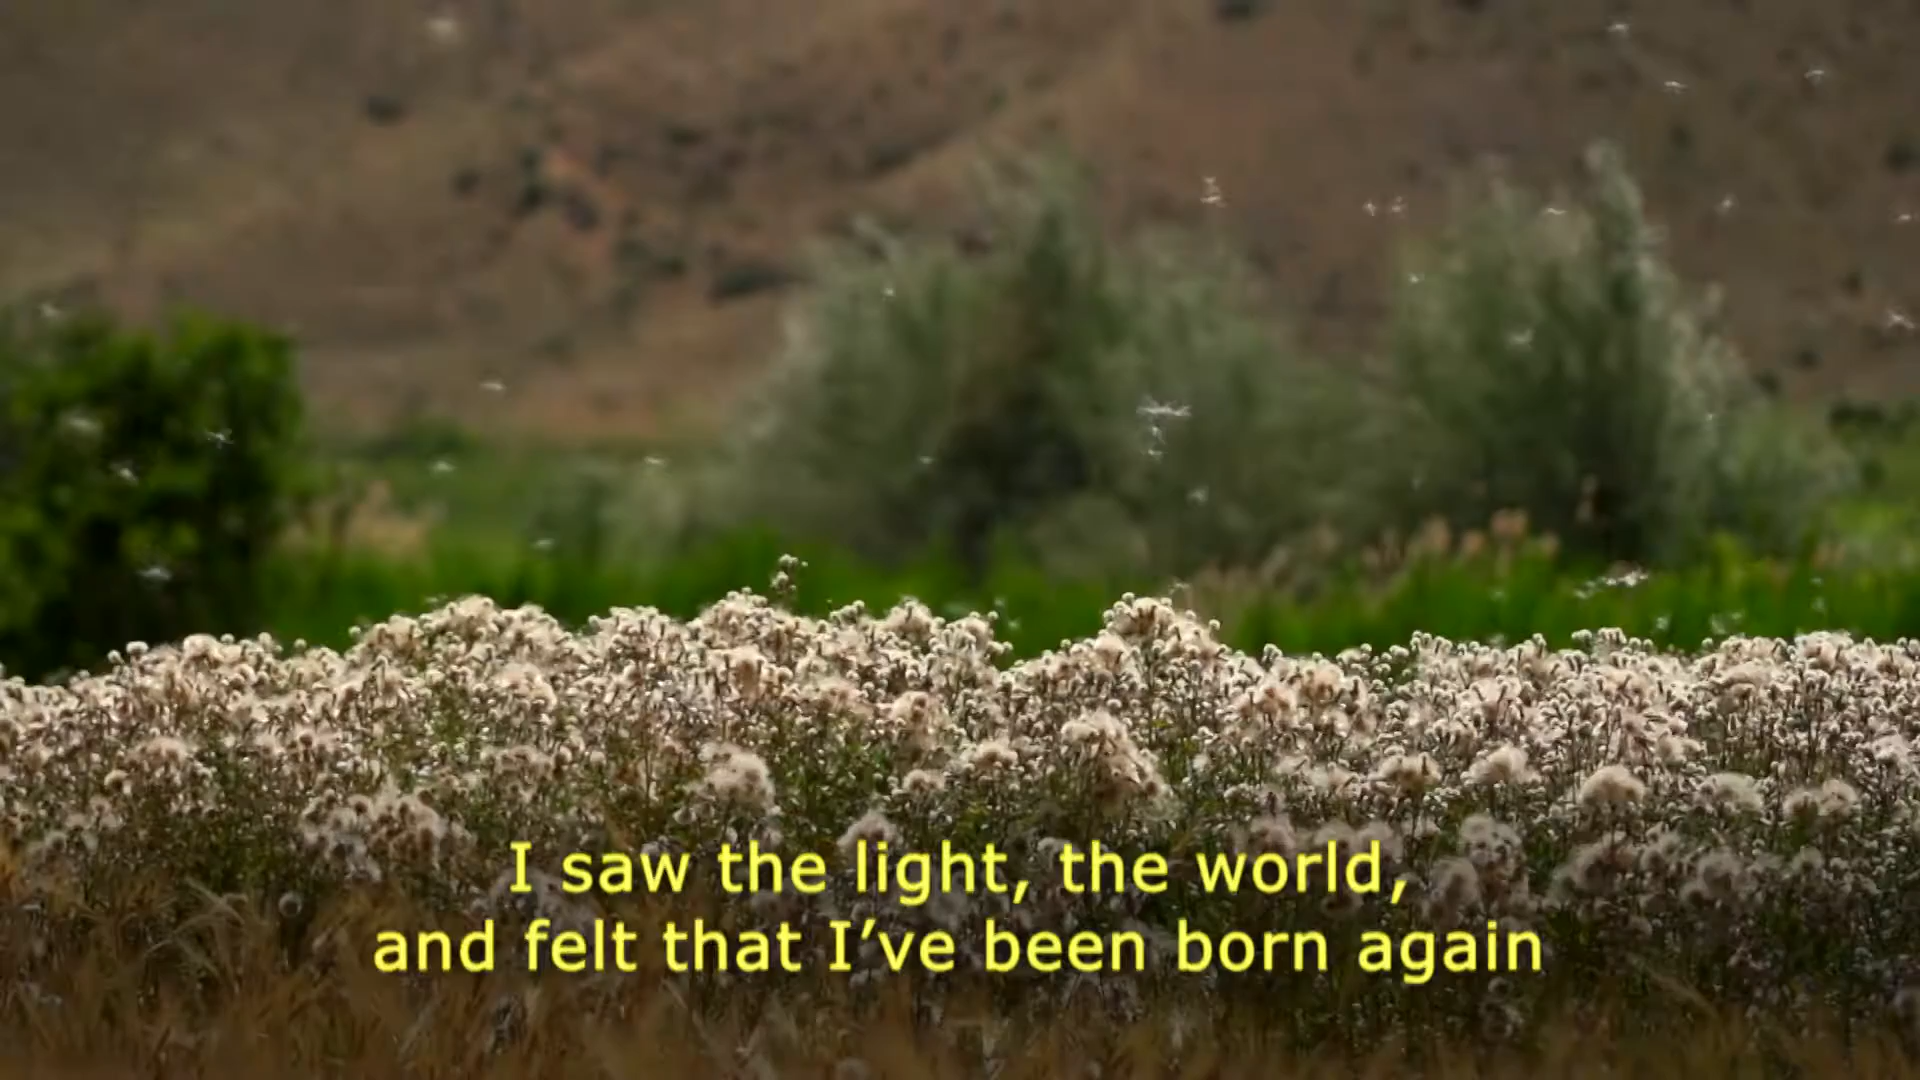 I saw the light, the world,
and felt that I’ve been born again